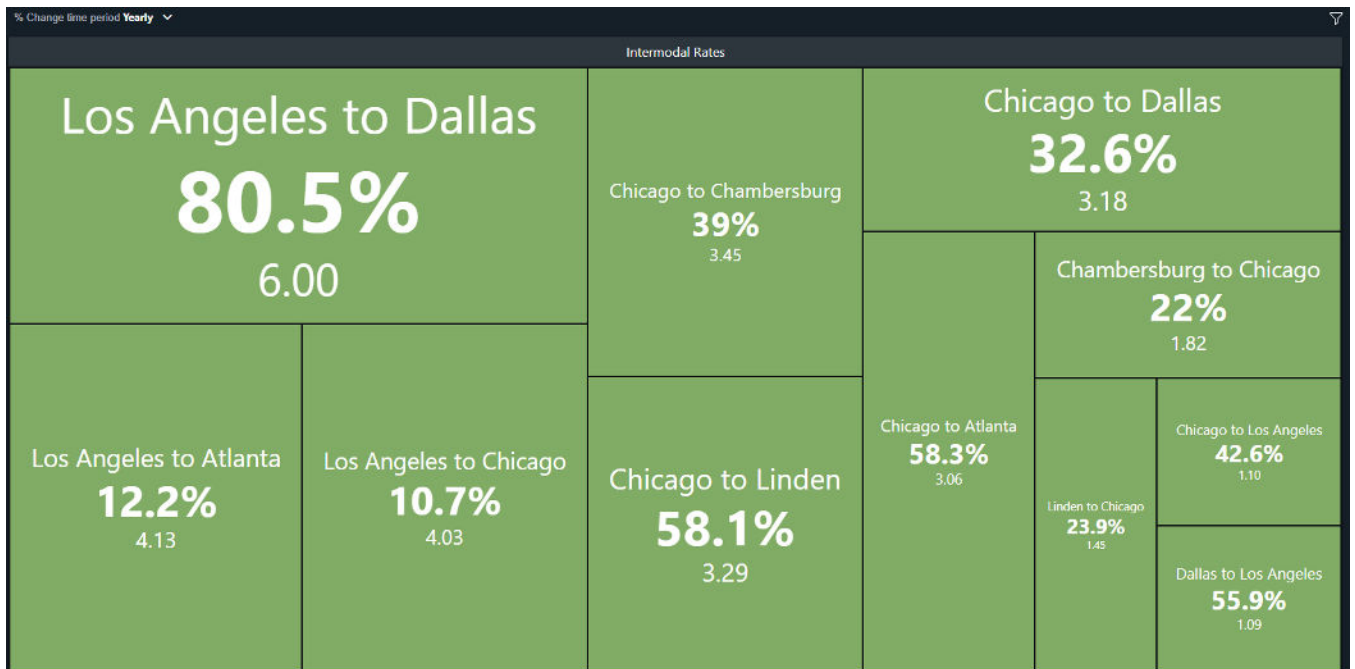 % Change time period Yearly
Intermodal Rates
Los Angeles to Dallas
80.5%
6.00
Los Angeles to Atlanta
12.2%
4.13
Los Angeles to Chicago
10.7%
4.03
Chicago to Chambersburg
39%
3.45
Chicago to Linden
58.1%
3.29
Chicago to Dallas
32.6%
3.18
Chicago to Atlanta
58.3%
3.06
Chambersburg to Chicago
22%
1.82
Linden to Chicago
23.9%
1.45
Chicago to Los Angeles
42.6%
1.10
Dallas to Los Angeles
55.9%
1.09